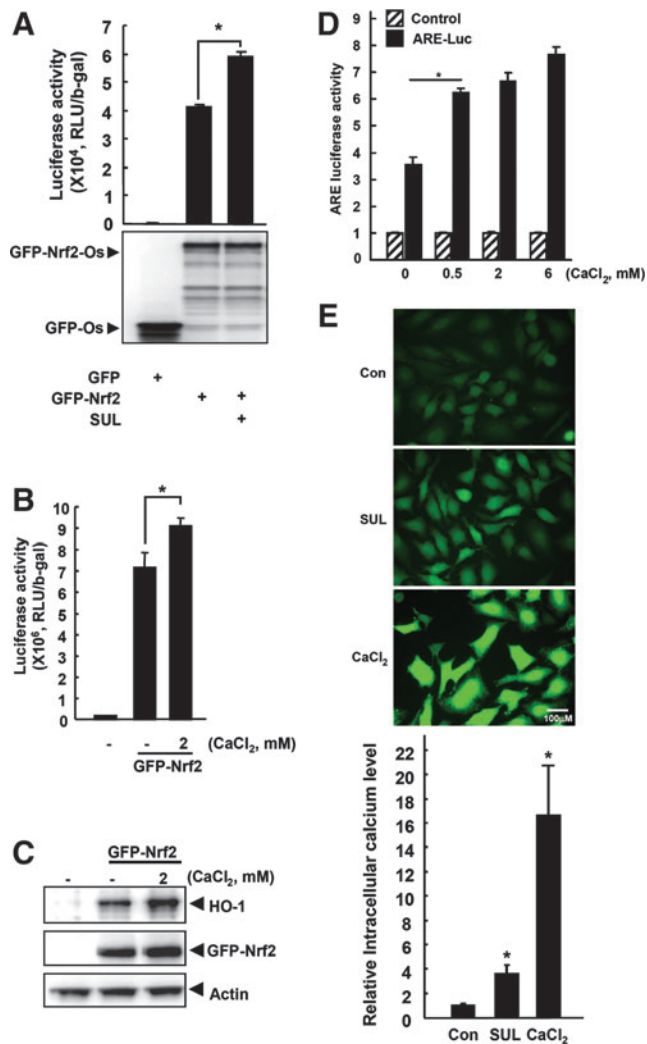 A
Luciferase activity
(X10⁴, RLU/b-gal)
7
6
5
4
3
2
1
0
*
GFP-Nrf2-Os
GFP-Os
GFP +
GFP-Nrf2 + +
SUL +
B
Luciferase activity
(X10⁶, RLU/b-gal)
10
9
8
7
6
5
4
3
2
1
0
*
- - 2 (CaCl₂, mM)
GFP-Nrf2
C
GFP-Nrf2
- - 2 (CaCl₂, mM)
HO-1
GFP-Nrf2
Actin
D
Control
ARE-Luc
ARE luciferase activity
9
8
7
6
5
4
3
2
1
0
*
0 0.5 2 6 (CaCl₂, mM)
E
Con
SUL
CaCl₂
100µM
Relative Intracellular calcium level
22
20
18
16
14
12
10
8
6
4
2
0
*
*
Con SUL CaCl₂